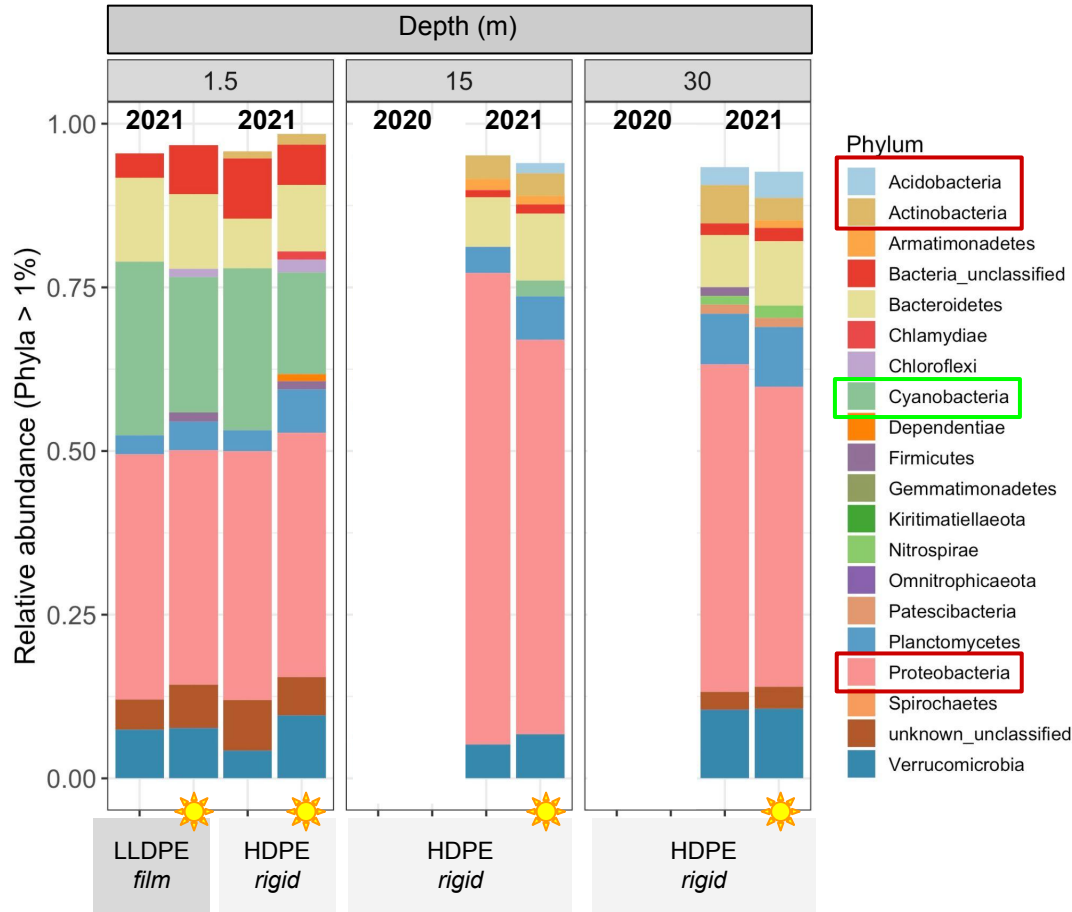 Depth (m)
1.5
15
30
2021
2021
2020
2021
2020
2021
Relative abundance (Phyla > 1%)
1.00
0.75
0.50
0.25
0.00
LLDPE
film
HDPE
rigid
HDPE
rigid
HDPE
rigid
Phylum
Acidobacteria
Actinobacteria
Armatimonadetes
Bacteria_unclassified
Bacteroidetes
Chlamydiae
Chloroflexi
Cyanobacteria
Dependentiae
Firmicutes
Gemmatimonadetes
Kiritimatiellaeota
Nitrospirae
Omnitrophicaeota
Patescibacteria
Planctomycetes
Proteobacteria
Spirochaetes
unknown_unclassified
Verrucomicrobia